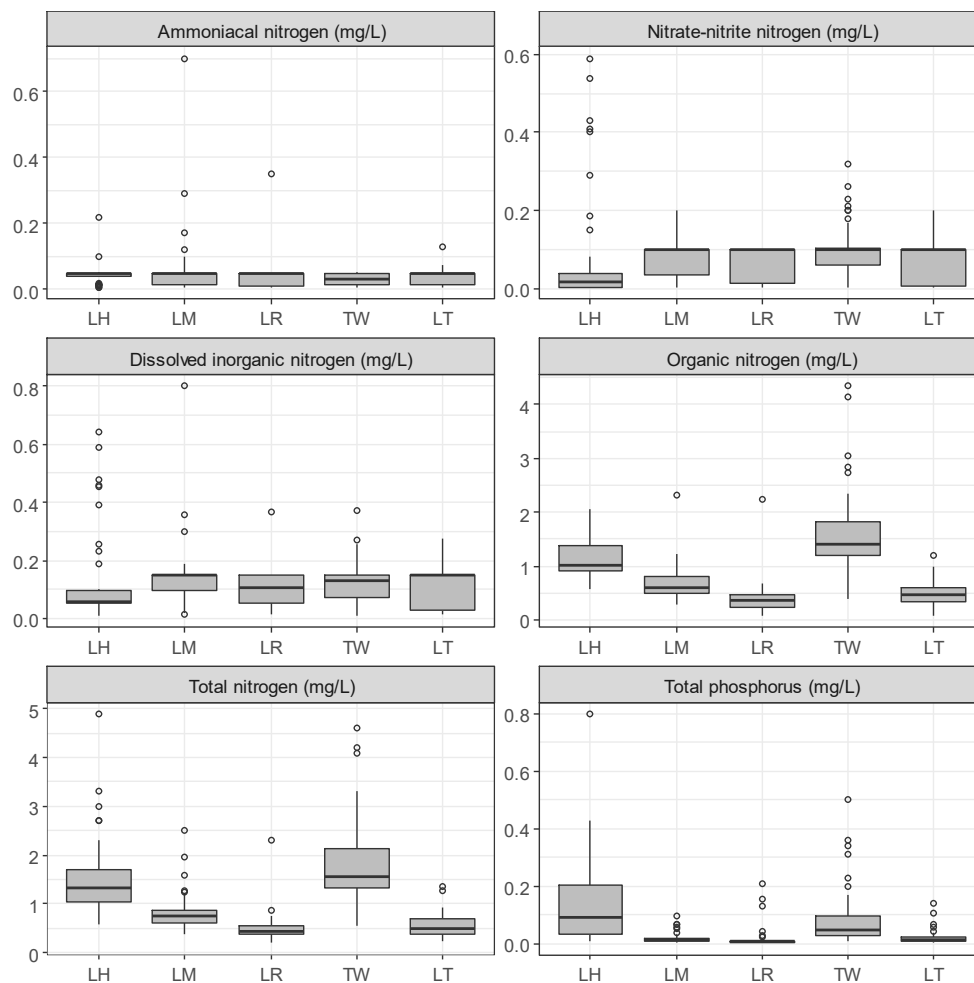 Ammoniacal nitrogen (mg/L)
0.6
0.4
0.2
0.0
LH LM LR TW LT
Nitrate-nitrite nitrogen (mg/L)
0.6
0.4
0.2
0.0
LH LM LR TW LT
Dissolved inorganic nitrogen (mg/L)
0.8
0.6
0.4
0.2
0.0
LH LM LR TW LT
Organic nitrogen (mg/L)
4
3
2
1
0
LH LM LR TW LT
Total nitrogen (mg/L)
5
4
3
2
1
0
LH LM LR TW LT
Total phosphorus (mg/L)
0.8
0.6
0.4
0.2
0.0
LH LM LR TW LT